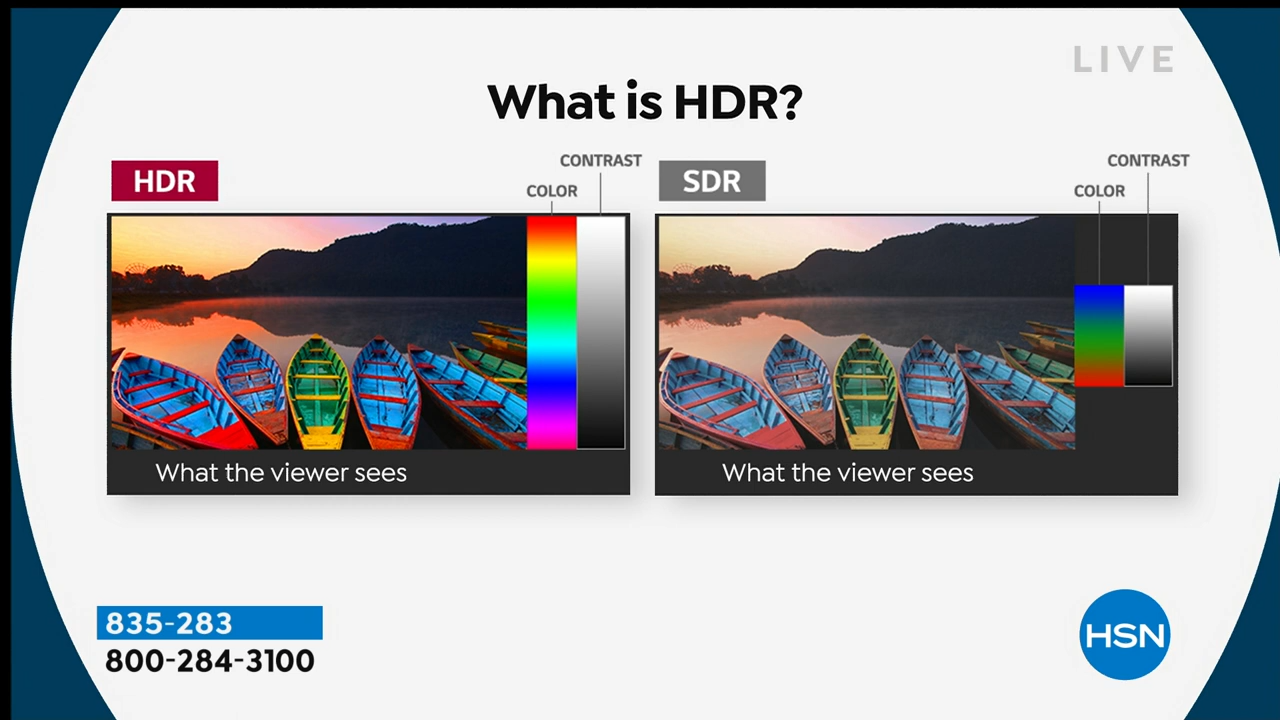 LIVE
What is HDR?
HDR
COLOR
CONTRAST
SDR
COLOR
CONTRAST
What the viewer sees
What the viewer sees
835-283
800-284-3100
HSN